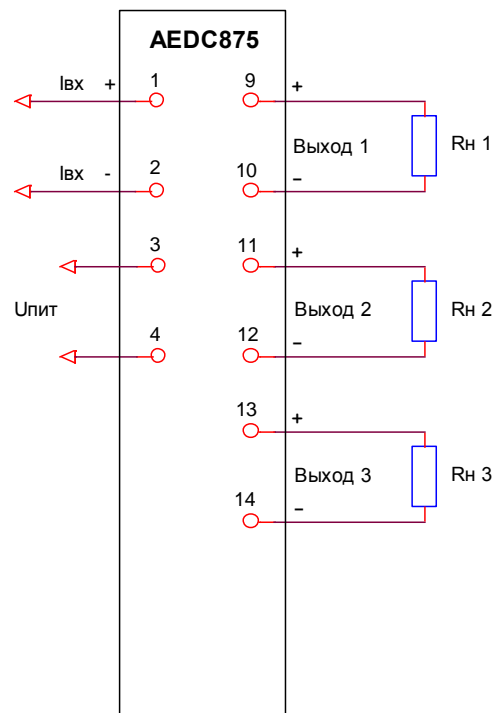 AEDC875
Iвх + 1 9 +
Выход 1 Rн 1
Iвх - 2 10 –
3 11 +
Uпит Выход 2 Rн 2
4 12 –
13 +
Выход 3 Rн 3
14 –